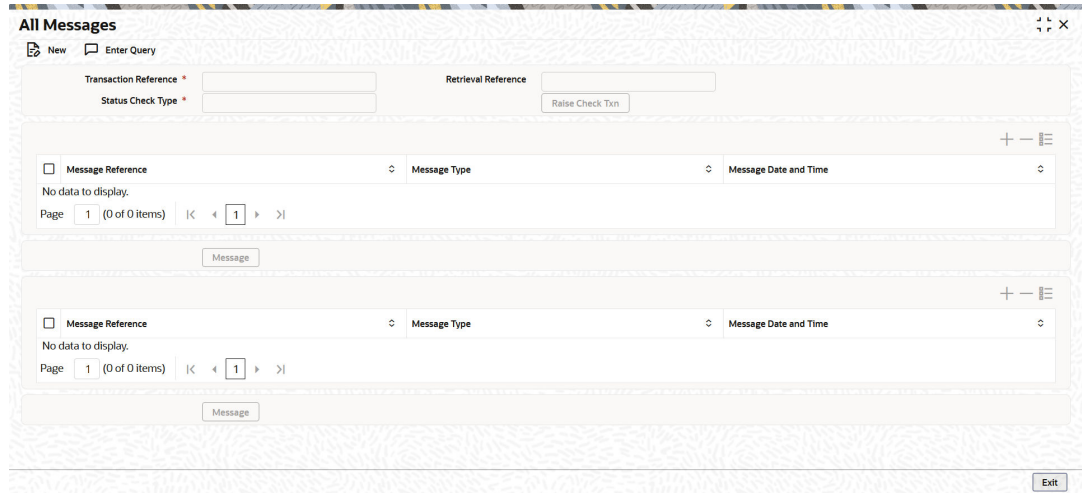 All Messages
New Enter Query
Transaction Reference * Retrieval Reference
Status Check Type * Raise Check Txn
Message Reference Message Type Message Date and Time
No data to display.
Page 1 (0 of 0 items) 1
Message
Message Reference Message Type Message Date and Time
No data to display.
Page 1 (0 of 0 items) 1
Message
Exit